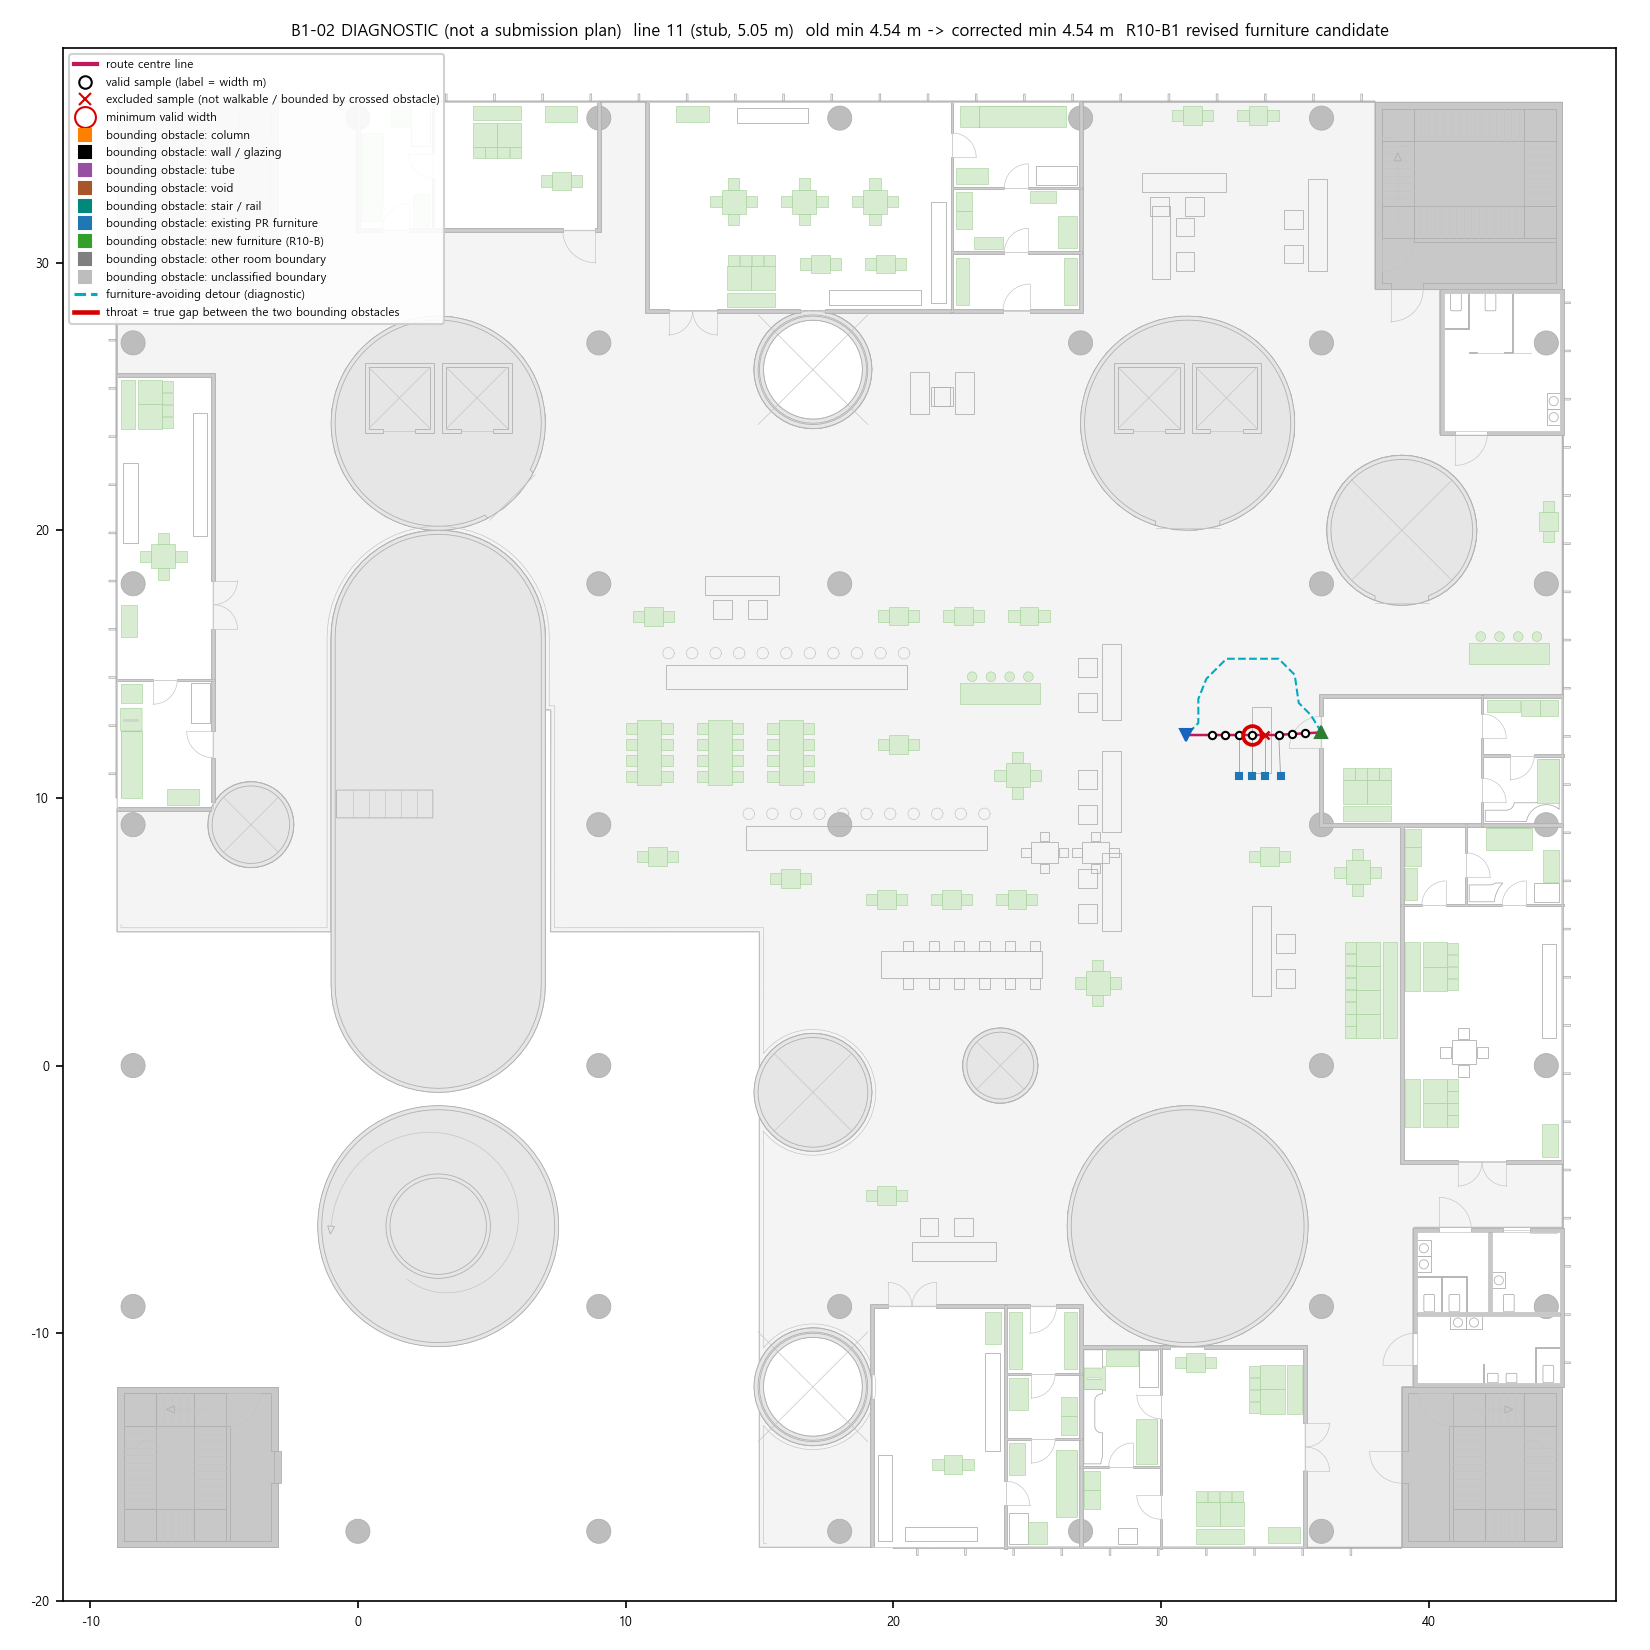 B1-02 DIAGNOSTIC (not a submission plan)  line 11 (stub, 5.05 m)  old min 4.54 m -> corrected min 4.54 m  R10-B1 revised furniture candidate
route centre line
valid sample (label = width m)
excluded sample (not walkable / bounded by crossed obstacle)
minimum valid width
bounding obstacle: column
bounding obstacle: wall / glazing
bounding obstacle: tube
bounding obstacle: void
bounding obstacle: stair / rail
bounding obstacle: existing PR furniture
bounding obstacle: new furniture (R10-B)
bounding obstacle: other room boundary
bounding obstacle: unclassified boundary
furniture-avoiding detour (diagnostic)
throat = true gap between the two bounding obstacles
30
20
10
0
-10
-20
-10
0
10
20
30
40